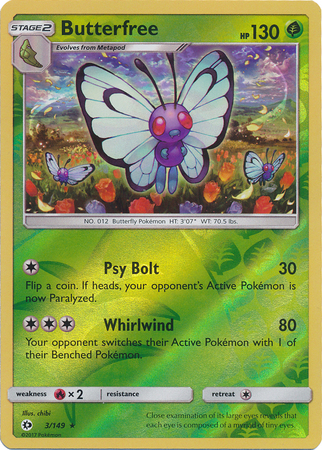 STAGE2 Butterfree HP 130
Evolves from Metapod
NO. 012 Butterfly Pokémon HT: 3'07" WT: 70.5 lbs.
Psy Bolt 30
Flip a coin. If heads, your opponent's Active Pokémon is
now Paralyzed.
Whirlwind 80
Your opponent switches their Active Pokémon with 1 of
their Benched Pokémon.
weakness × 2 resistance retreat
Illus. chibi
3/149
©2017 Pokémon
Close examination of its large eyes reveals that
each eye is composed of a myriad of tiny eyes.